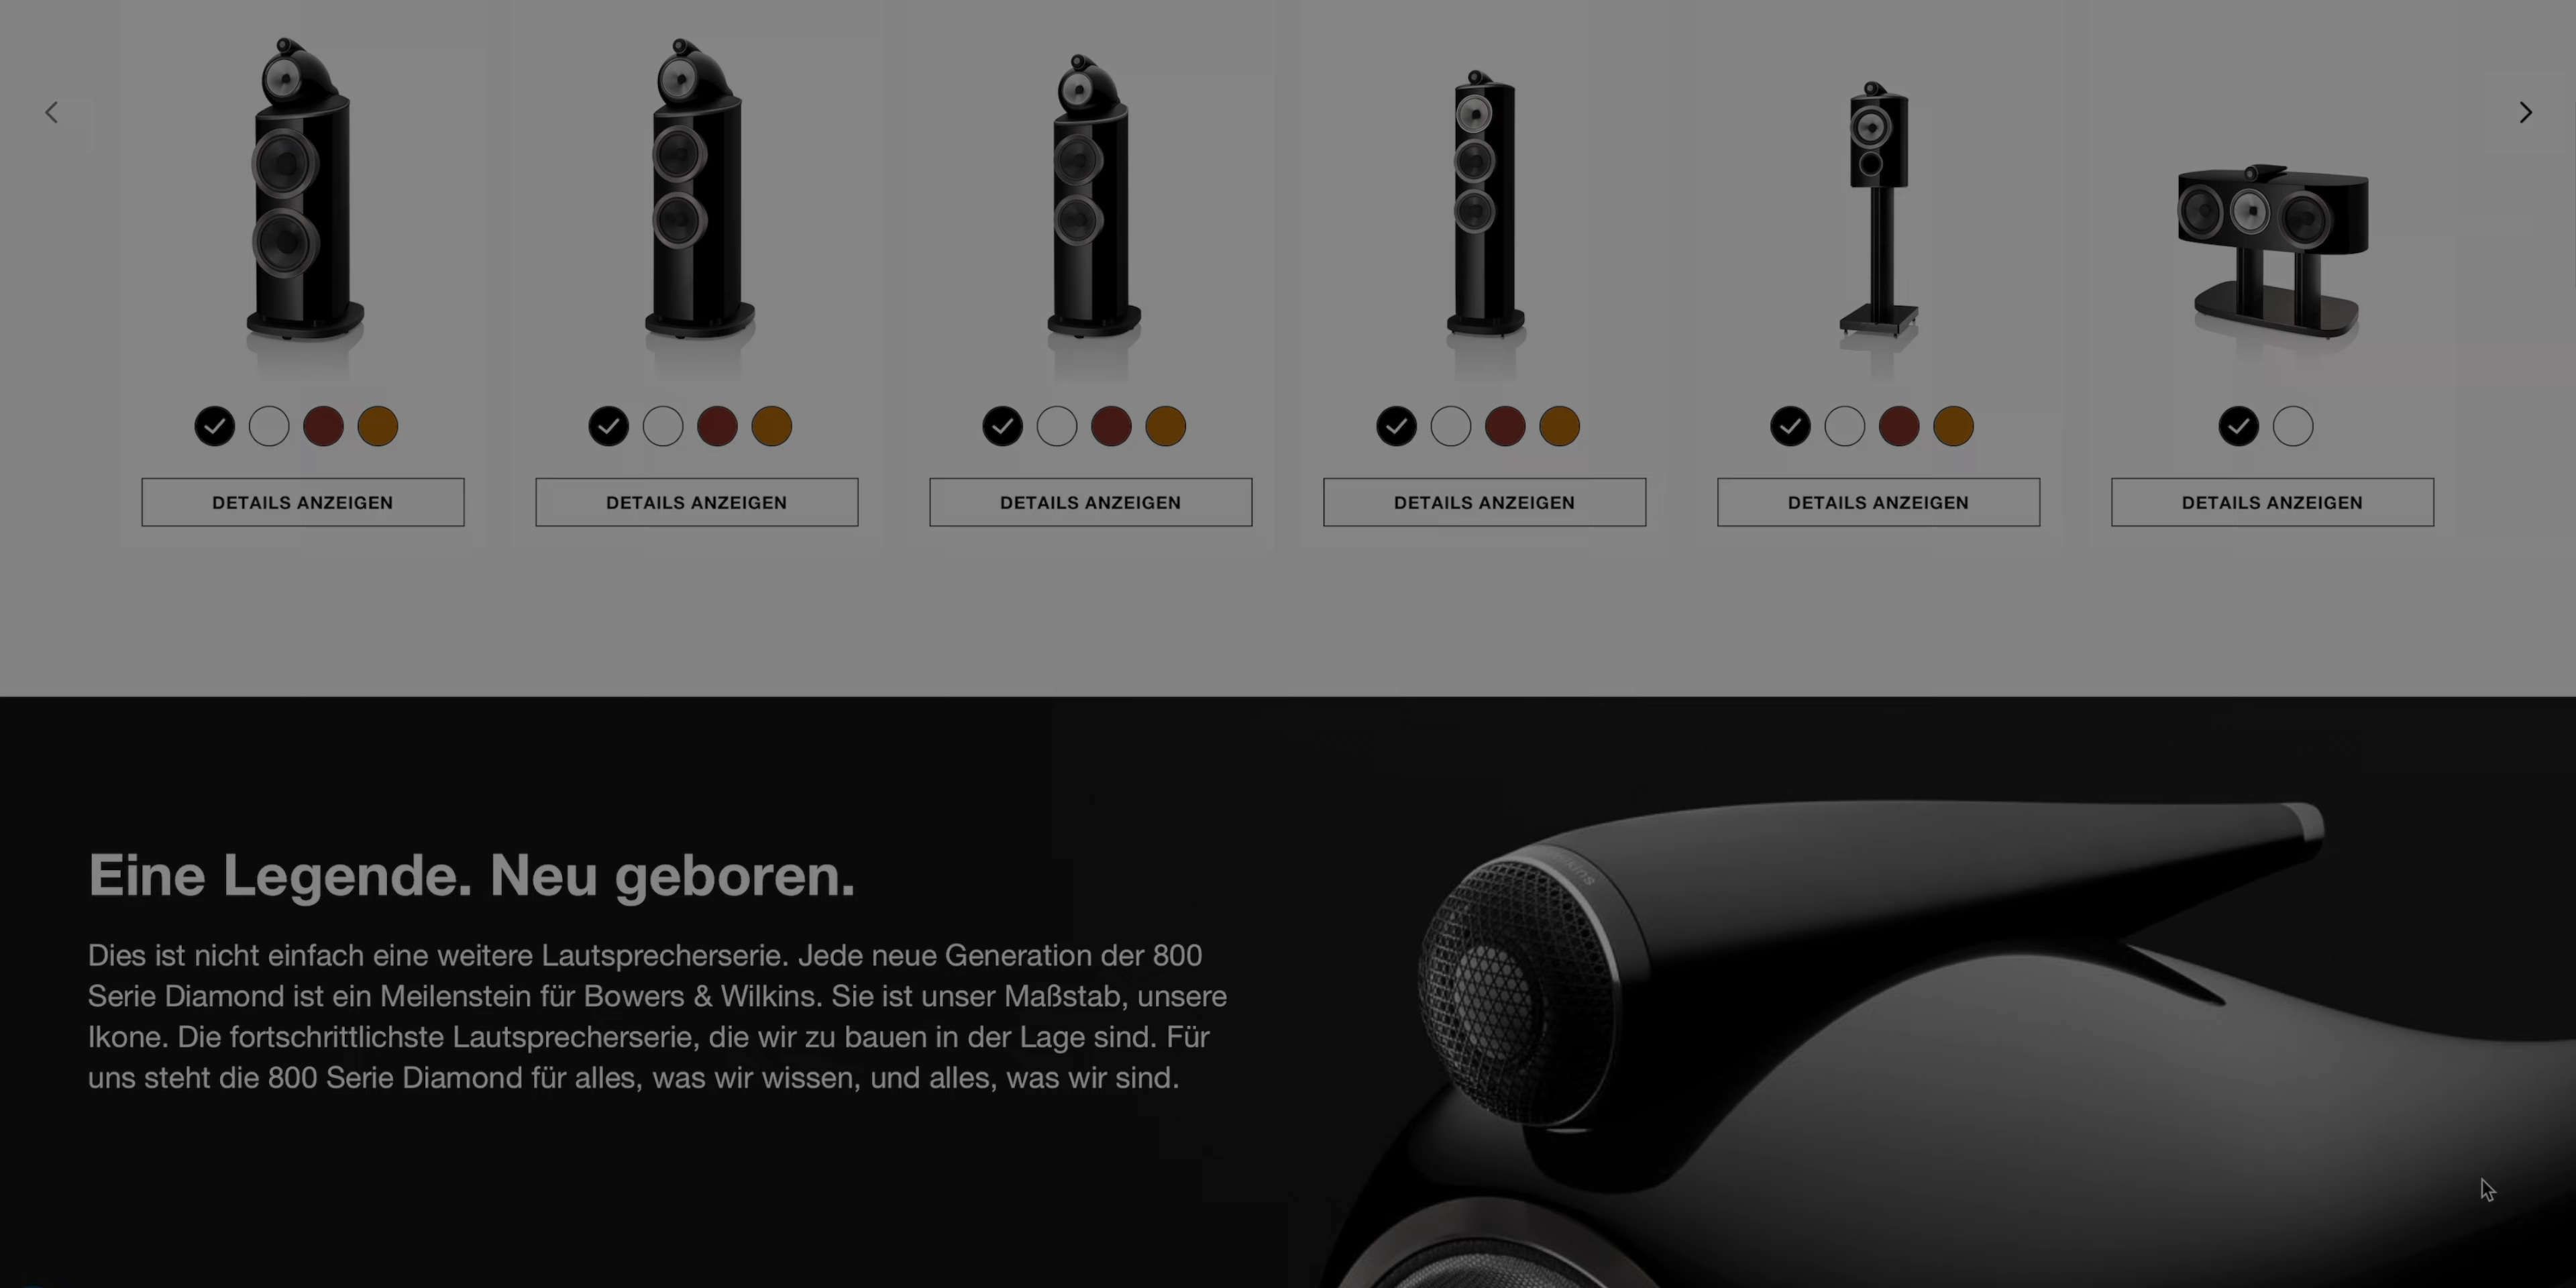 DETAILS ANZEIGEN
DETAILS ANZEIGEN
DETAILS ANZEIGEN
DETAILS ANZEIGEN
DETAILS ANZEIGEN
DETAILS ANZEIGEN
Eine Legende. Neu geboren.
Dies ist nicht einfach eine weitere Lautsprecherserie. Jede neue Generation der 800
Serie Diamond ist ein Meilenstein für Bowers & Wilkins. Sie ist unser Maßstab, unsere
Ikone. Die fortschrittlichste Lautsprecherserie, die wir zu bauen in der Lage sind. Für
uns steht die 800 Serie Diamond für alles, was wir wissen, und alles, was wir sind.